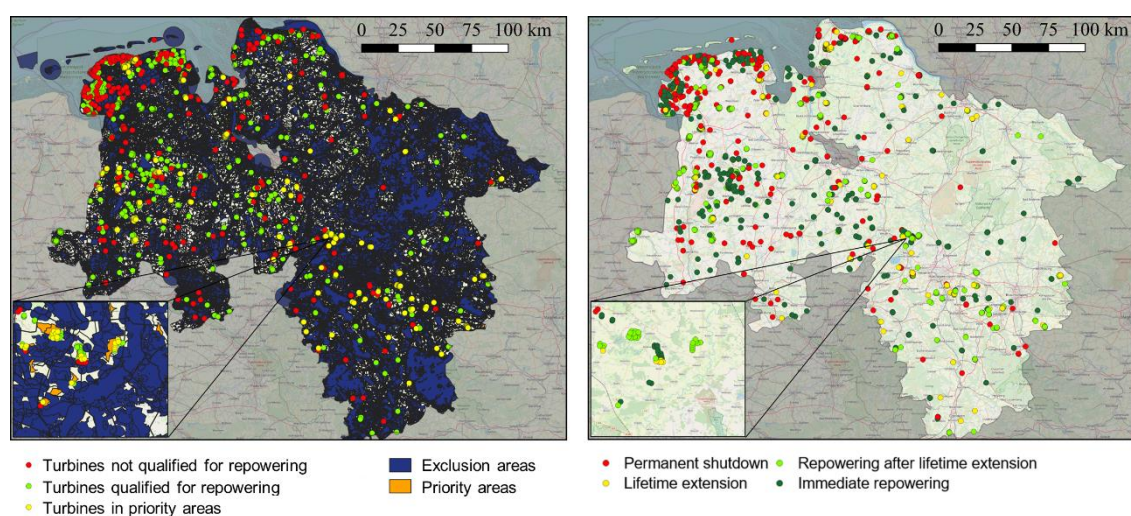 0 25 50 75 100 km
0 25 50 75 100 km
Turbines not qualified for repowering
Turbines qualified for repowering
Turbines in priority areas
Exclusion areas
Priority areas
Permanent shutdown
Lifetime extension
Repowering after lifetime extension
Immediate repowering